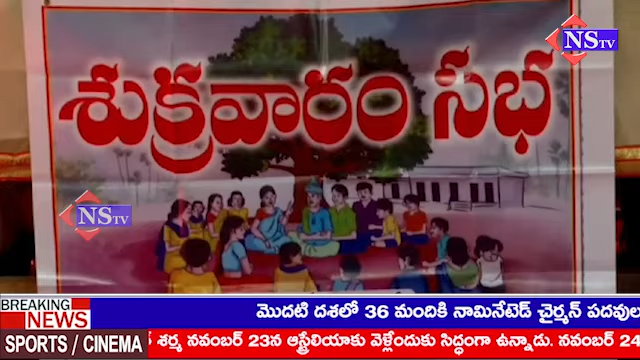 NSTV
శుక్రవారం సభ
NSTV
BREAKING
NEWS
మొదటి దశలో 36 మందికి నామినేటెడ్ చైర్మన్ పదవుల
SPORTS / CINEMA
శర్మ నవంబర్ 23న ఆస్ట్రేలియాకు వెళ్లేందుకు సిద్ధంగా ఉన్నాడు. నవంబర్ 24